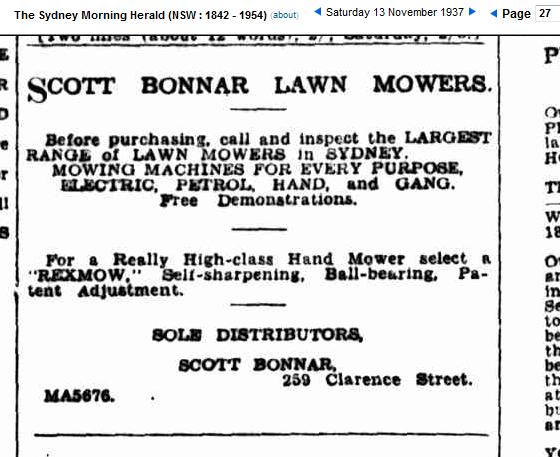 The Sydney Morning Herald (NSW : 1842 - 1954) (about) Saturday 13 November 1937 Page 27
SCOTT BONNAR LAWN MOWERS.
Before purchasing, call and inspect the LARGEST
RANGE of LAWN MOWERS in SYDNEY.
MOWING MACHINES FOR EVERY PURPOSE,
ELECTRIC, PETROL, HAND, and GANG.
Free Demonstrations.
For a Really High-class Hand Mower select a
"REXMOW," Self-sharpening, Ball-bearing, Pa-
tent Adjustment.
SOLE DISTRIBUTORS,
SCOTT BONNAR,
259 Clarence Street.
MA5676.